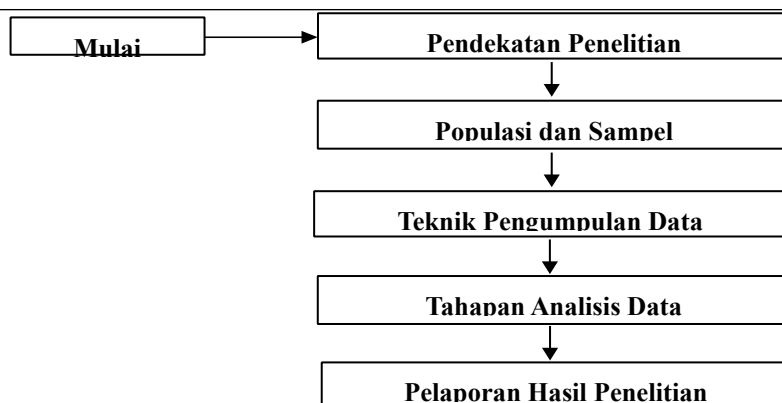 Mulai
Pendekatan Penelitian
Populasi dan Sampel
Teknik Pengumpulan Data
Tahapan Analisis Data
Pelaporan Hasil Penelitian